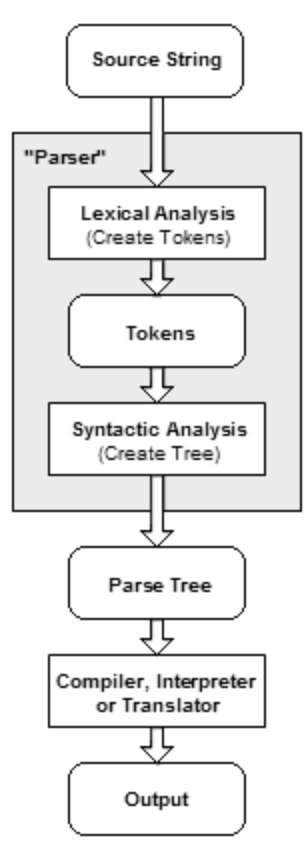 Source String
"Parser"
Lexical Analysis
(Create Tokens)
Tokens
Syntactic Analysis
(Create Tree)
Parse Tree
Compiler, Interpreter
or Translator
Output